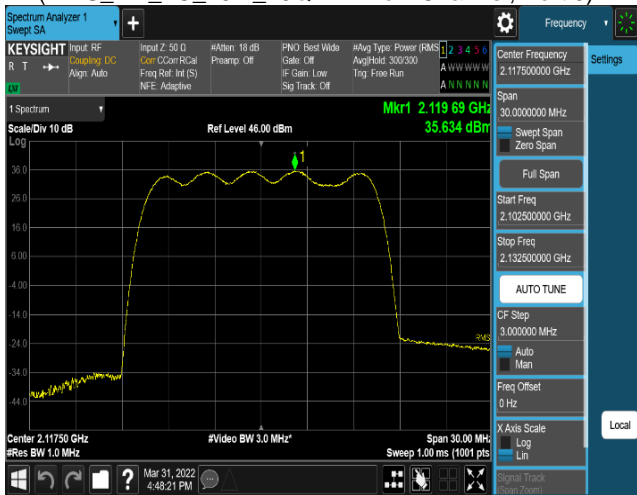 Spectrum Analyzer 1
Swept SA
Frequency
KEYSIGHT
R T
LXI
Input: RF
Coupling: DC
Align: Auto
Input Z: 50 Ω
Corr CCorr RCal
Freq Ref: Int (S)
NFE: Adaptive
#Atten: 18 dB
Preamp: Off
PNO: Best Wide
Gate: Off
IF Gain: Low
Sig Track: Off
#Avg Type: Power (RMS
Avg|Hold: 300/300
Trig: Free Run
1 2 3 4 5 6
A W W W W W
A N N N N N
1 Spectrum
Scale/Div 10 dB
Log
Ref Level 46.00 dBm
Mkr1 2.119 69 GHz
35.634 dBm
1
36.0
26.0
16.0
6.00
-4.00
-14.0
-24.0
-34.0
-44.0
RMS
Center 2.11750 GHz
#Res BW 1.0 MHz
#Video BW 3.0 MHz*
Span 30.00 MHz
Sweep 1.00 ms (1001 pts)
Mar 31, 2022
4:48:21 PM
Center Frequency
2.117500000 GHz
Span
30.0000000 MHz
Swept Span
Zero Span
Full Span
Start Freq
2.102500000 GHz
Stop Freq
2.132500000 GHz
AUTO TUNE
CF Step
3.000000 MHz
Auto
Man
Freq Offset
0 Hz
X Axis Scale
Log
Lin
Signal Track
(Span Zoom)
Settings
Local